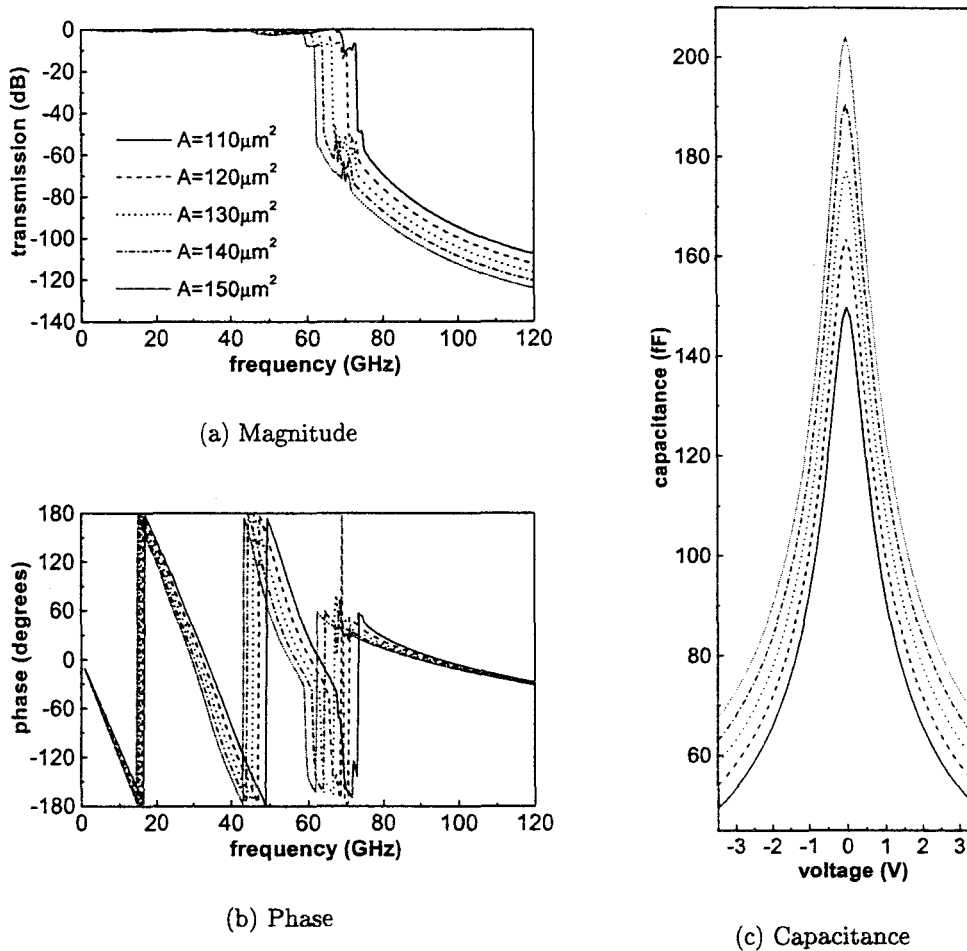 0
-20
-40
-60
-80
-100
-120
-140
transmission (dB)
A=110μm²
A=120μm²
A=130μm²
A=140μm²
A=150μm²
0 20 40 60 80 100 120
frequency (GHz)
(a) Magnitude
180
120
60
0
-60
-120
-180
phase (degrees)
0 20 40 60 80 100 120
frequency (GHz)
(b) Phase
200
180
160
140
120
100
80
60
capacitance (fF)
-3 -2 -1 0 1 2 3
voltage (V)
(c) Capacitance